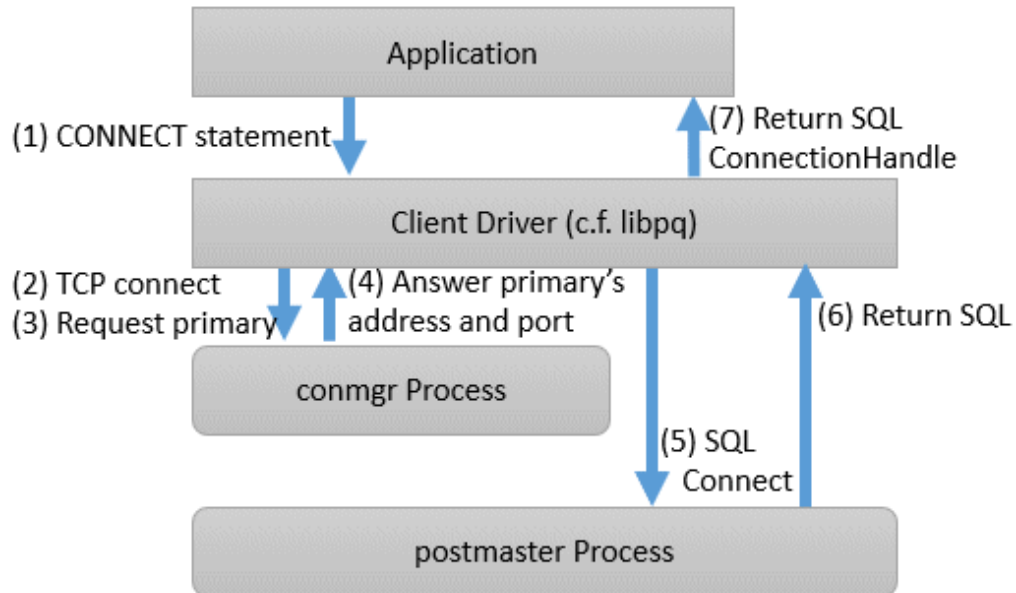 Application
(1) CONNECT statement
(7) Return SQL
ConnectionHandle
Client Driver (c.f. libpq)
(2) TCP connect
(3) Request primary
(4) Answer primary’s
address and port
(6) Return SQL
conmgr Process
(5) SQL
Connect
postmaster Process